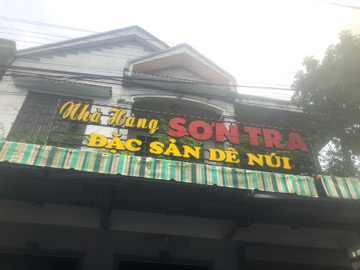 Nhà Hàng SƠN TRÀ
ĐẶC SẢN DÊ NÚI